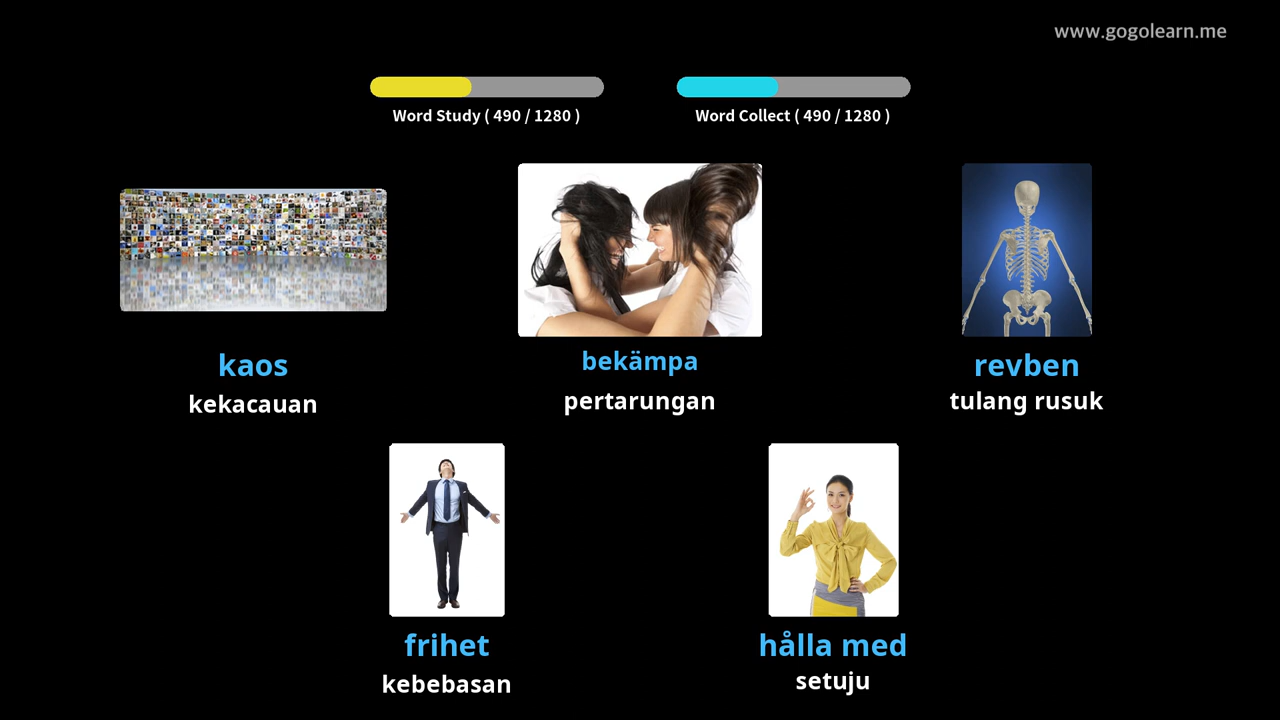 www.gogolearn.me
Word Study ( 490 / 1280 )
Word Collect ( 490 / 1280 )
kaos
kekacauan
bekämpa
pertarungan
revben
tulang rusuk
frihet
kebebasan
hålla med
setuju